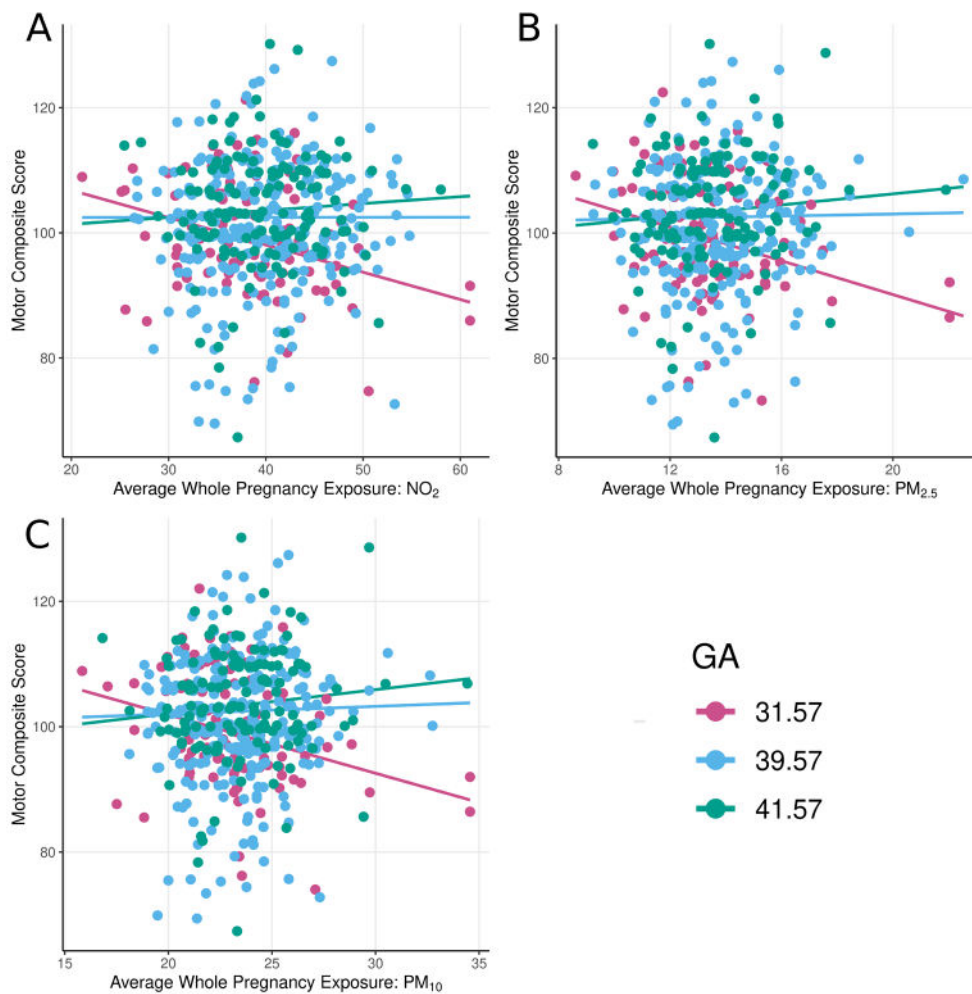 A
Motor Composite Score
120
100
80
20 30 40 50 60
Average Whole Pregnancy Exposure: NO₂
B
Motor Composite Score
120
100
80
8 12 16 20
Average Whole Pregnancy Exposure: PM₂.₅
C
Motor Composite Score
120
100
80
15 20 25 30 35
Average Whole Pregnancy Exposure: PM₁₀
GA
31.57
39.57
41.57